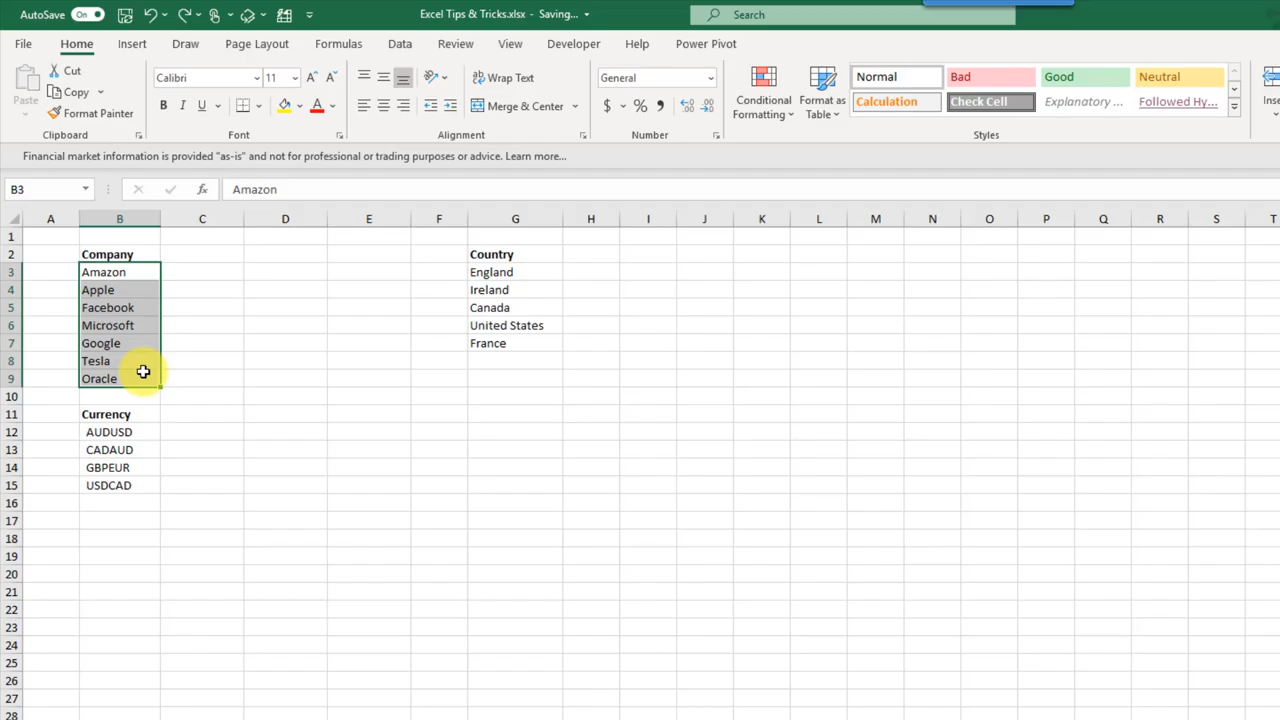 AutoSave On Excel Tips & Tricks.xlsx - Saving... Search
File Home Insert Draw Page Layout Formulas Data Review View Developer Help Power Pivot
Paste
Cut
Copy
Format Painter
Clipboard
Calibri 11
B I U
Font
Wrap Text
Merge & Center
Alignment
General
$ % ,
Number
Conditional Formatting
Format as Table
Normal Bad Good Neutral
Calculation Check Cell Explanatory ... Followed Hy...
Styles
Inse
Financial market information is provided "as-is" and not for professional or trading purposes or advice. Learn more...
B3 fx Amazon
A B C D E F G H I J K L M N O P Q R S T
1
2 Company Country
3 Amazon England
4 Apple Ireland
5 Facebook Canada
6 Microsoft United States
7 Google France
8 Tesla
9 Oracle
10
11 Currency
12 AUDUSD
13 CADAUD
14 GBPEUR
15 USDCAD
16
17
18
19
20
21
22
23
24
25
26
27
28